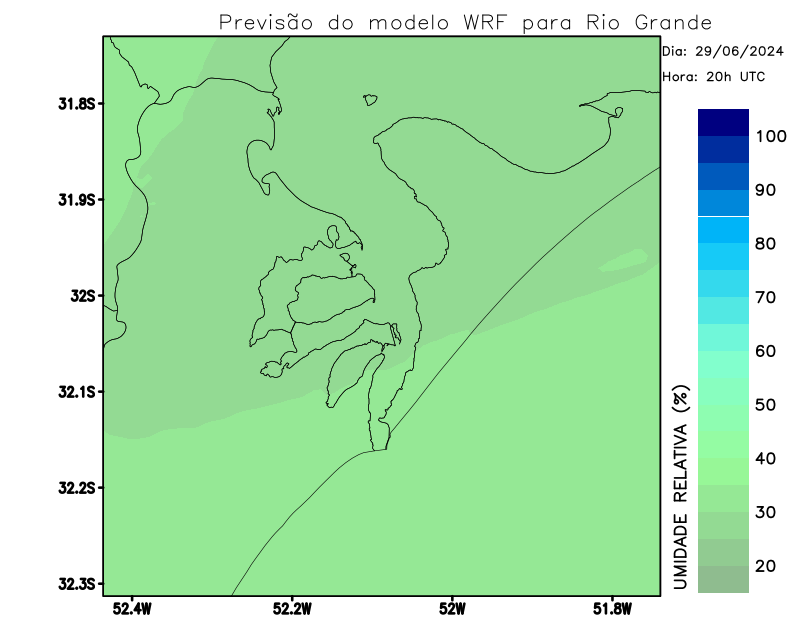 Previsão do modelo WRF para Rio Grande
Dia: 29/06/2024
Hora: 20h UTC
31.8S
31.9S
32S
32.1S
32.2S
32.3S
52.4W
52.2W
52W
51.8W
100
90
80
70
60
50
40
30
20
UMIDADE RELATIVA (%)